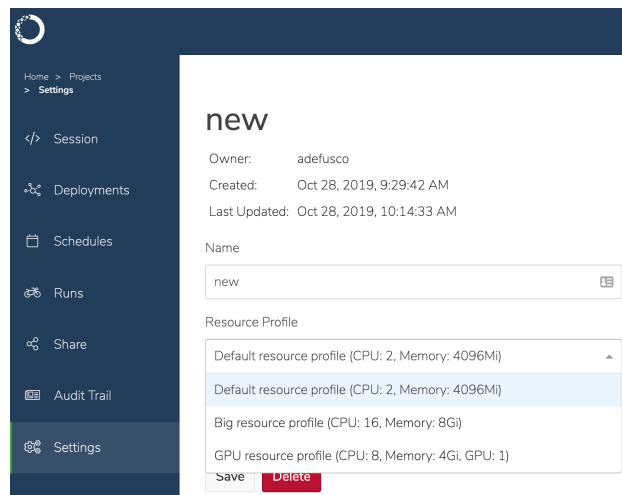 Home > Projects
> Settings
Session
Deployments
Schedules
Runs
Share
Audit Trail
Settings
new
Owner: adefusco
Created: Oct 28, 2019, 9:29:42 AM
Last Updated: Oct 28, 2019, 10:14:33 AM
Name
new
Resource Profile
Default resource profile (CPU: 2, Memory: 4096Mi)
Default resource profile (CPU: 2, Memory: 4096Mi)
Big resource profile (CPU: 16, Memory: 8Gi)
GPU resource profile (CPU: 8, Memory: 4Gi, GPU: 1)
Save Delete